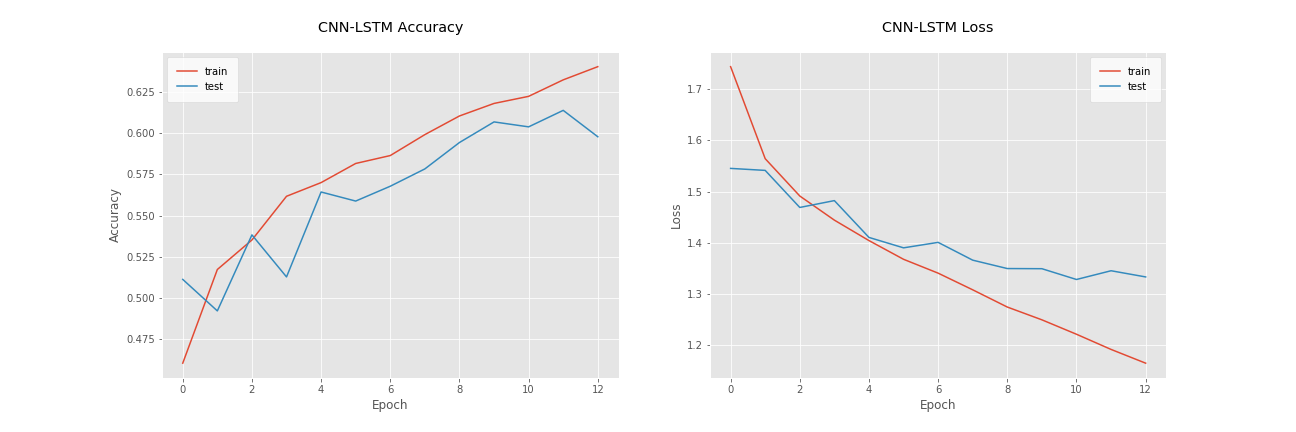 CNN-LSTM Accuracy
train
test
0.625
0.600
0.575
0.550
0.525
0.500
0.475
Accuracy
0 2 4 6 8 10 12
Epoch
CNN-LSTM Loss
train
test
1.7
1.6
1.5
1.4
1.3
1.2
Loss
0 2 4 6 8 10 12
Epoch